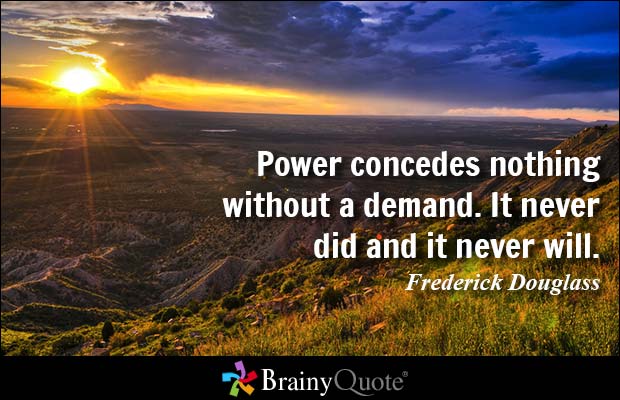 Power concedes nothing
without a demand. It never
did and it never will.
Frederick Douglass
BrainyQuote®